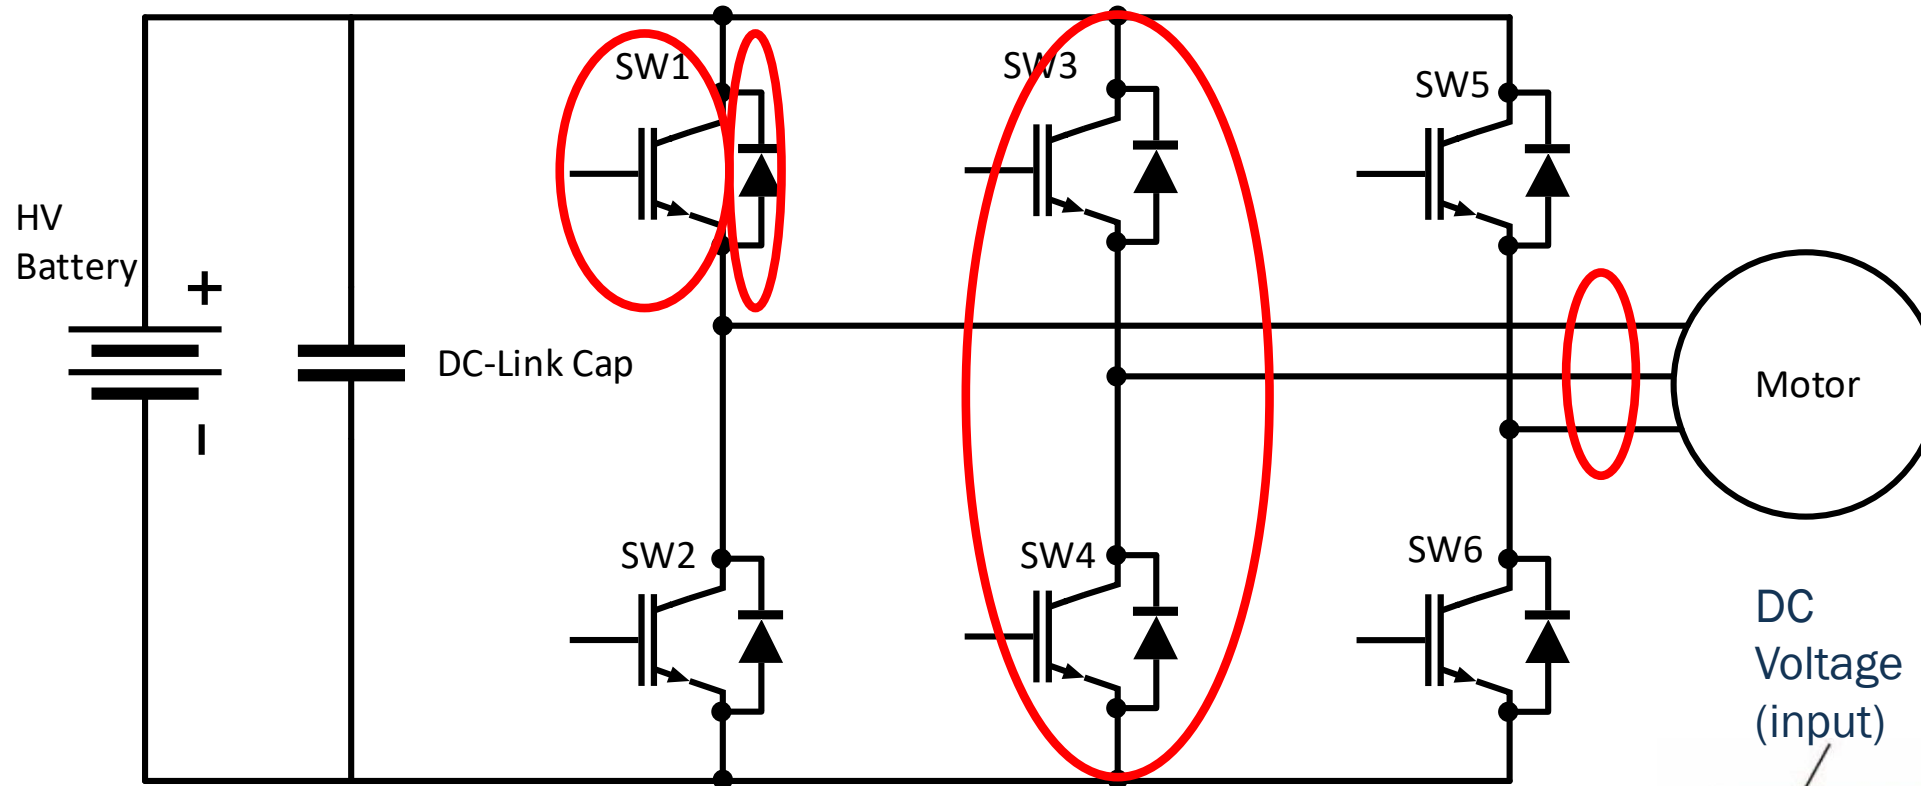 SW1
SW3
SW5
HV
Battery
+
DC-Link Cap
Motor
SW2
SW4
SW6
DC
Voltage
(input)